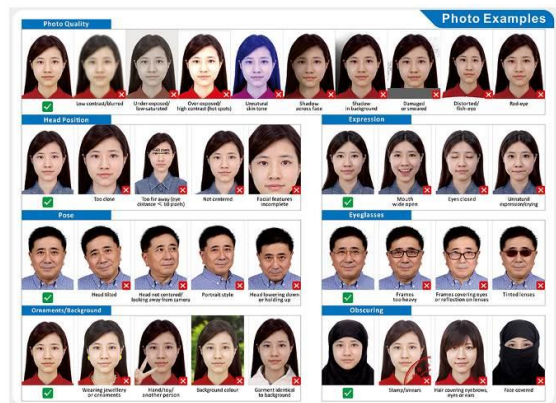 Photo Examples
Photo Quality
Low contrast/blurred
Under-exposed/
low-saturated
Over-exposed/
high contrast (hot spots)
Unnatural
skin tone
Shadow
across face
Shadow
in background
Damaged
or smeared
Distorted/
fish-eye
Red-eye
Head Position
Too close
Too far away (eye
distance < 60 pixels)
Not centered
Facial features
incomplete
Expression
Mouth
wide open
Eyes closed
Unnatural
expression/crying
Pose
Head tilted
Head not centered/
looking away from camera
Portrait style
Head lowering down
or holding up
Eyeglasses
Frames
too heavy
Frames covering eyes
or reflection on lenses
Tinted lenses
Ornaments/Background
Wearing jewellery
or ornaments
Hand/toy/
another person
Background colour
Garment identical
to background
Obscuring
Stamp/smears
Hair covering eyebrows,
eyes or ears
Face covered